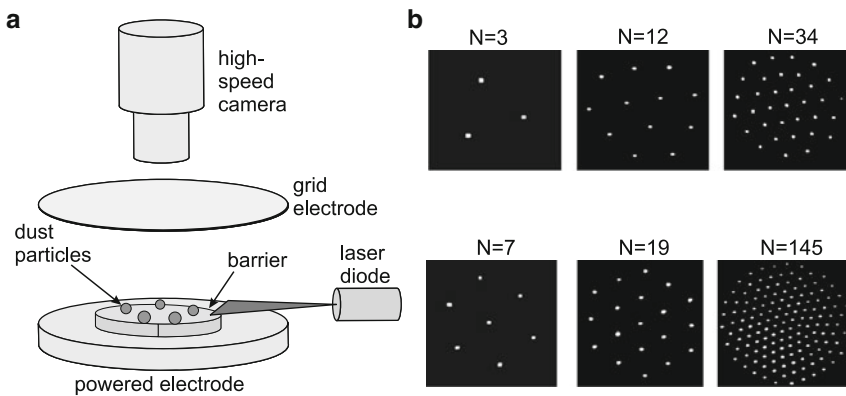 a
high-
speed
camera
grid
electrode
dust
particles
barrier
laser
diode
powered electrode
b
N=3
N=12
N=34
N=7
N=19
N=145